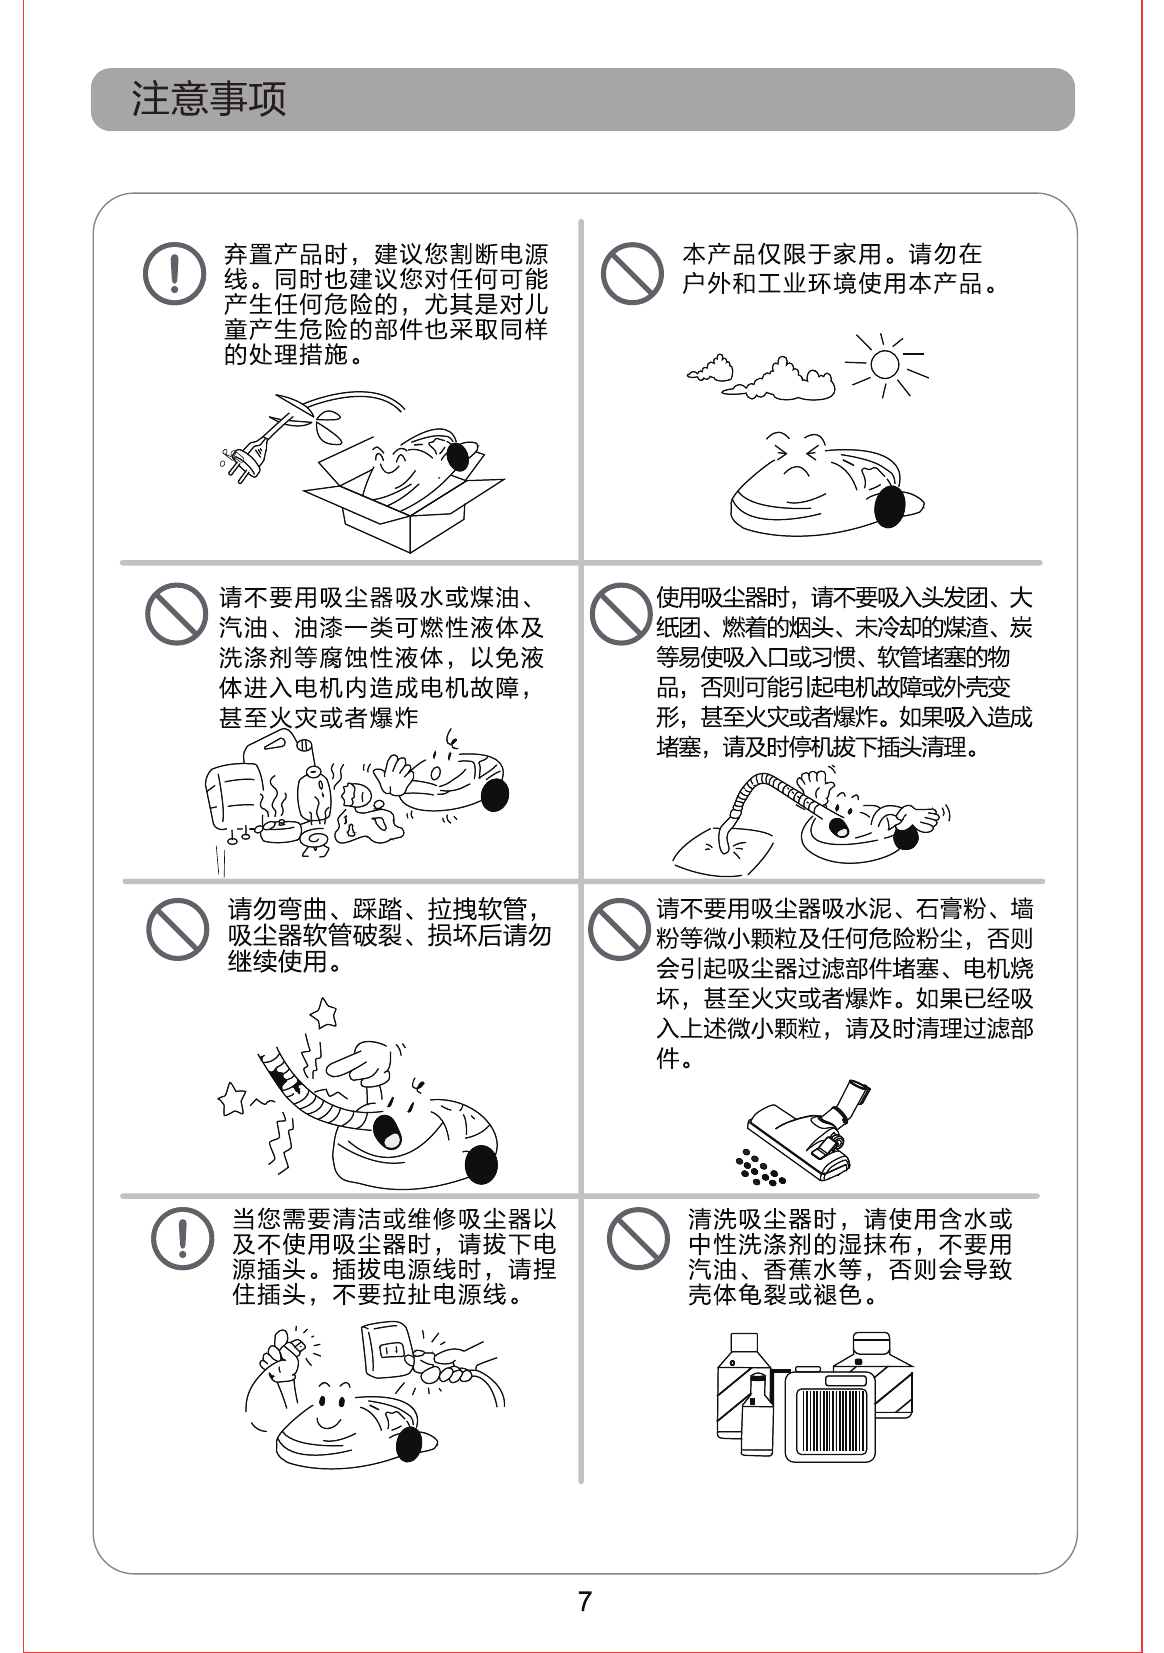 注意事项
弃置产品时，建议您割断电源
线。同时也建议您对任何可能
产生任何危险的，尤其是对儿
童产生危险的部件也采取同样
的处理措施。
本产品仅限于家用。请勿在
户外和工业环境使用本产品。
请不要用吸尘器吸水或煤油、
汽油、油漆一类可燃性液体及
洗涤剂等腐蚀性液体，以免液
体进入电机内造成电机故障，
甚至火灾或者爆炸
使用吸尘器时，请不要吸入头发团、大
纸团、燃着的烟头、未冷却的煤渣、炭
等易使吸入口或习惯、软管堵塞的物
品，否则可能引起电机故障或外壳变
形，甚至火灾或者爆炸。如果吸入造成
堵塞，请及时停机拔下插头清理。
请勿弯曲、踩踏、拉拽软管，
吸尘器软管破裂、损坏后请勿
继续使用。
请不要用吸尘器吸水泥、石膏粉、墙
粉等微小颗粒及任何危险粉尘，否则
会引起吸尘器过滤部件堵塞、电机烧
坏，甚至火灾或者爆炸。如果已经吸
入上述微小颗粒，请及时清理过滤部
件。
当您需要清洁或维修吸尘器以
及不使用吸尘器时，请拔下电
源插头。插拔电源线时，请捏
住插头，不要拉扯电源线。
清洗吸尘器时，请使用含水或
中性洗涤剂的湿抹布，不要用
汽油、香蕉水等，否则会导致
壳体龟裂或褪色。
7